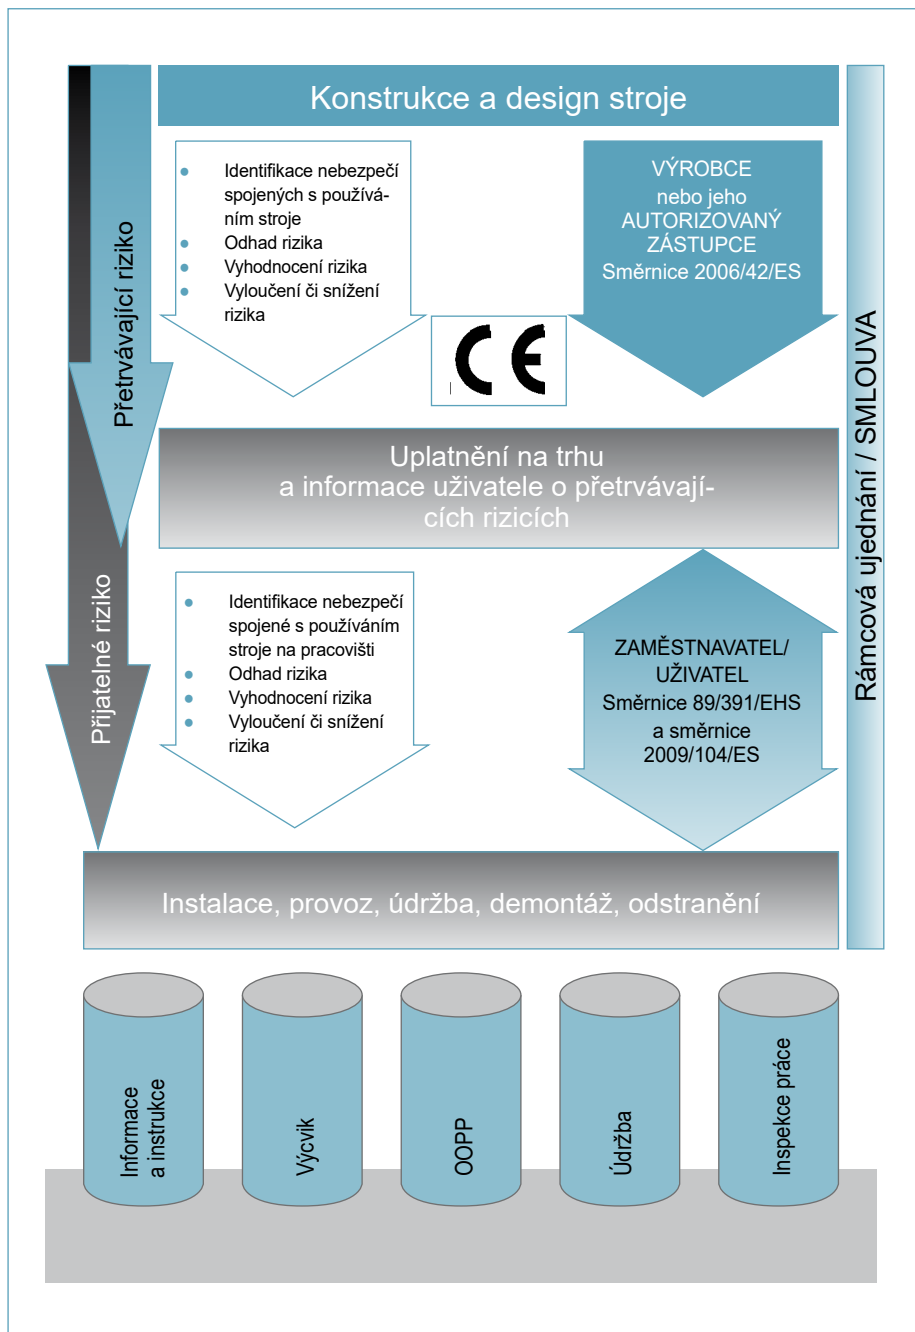 Konstrukce a design stroje
Přetrvávající riziko
Přijatelné riziko
Identifikace nebezpečí
spojených s používá-
ním stroje
Odhad rizika
Vyhodnocení rizika
Vyloučení či snížení
rizika
VÝROBCE
nebo jeho
AUTORIZOVANÝ
ZÁSTUPCE
Směrnice 2006/42/ES
CE
Rámcová ujednání / SMLOUVA
Uplatnění na trhu
a informace uživatele o přetrvávají-
cích rizicích
Identifikace nebezpečí
spojené s používáním
stroje na pracovišti
Odhad rizika
Vyhodnocení rizika
Vyloučení či snížení
rizika
ZAMĚSTNAVATEL/
UŽIVATEL
Směrnice 89/391/EHS
a směrnice
2009/104/ES
Instalace, provoz, údržba, demontáž, odstranění
Informace
a instrukce
Výcvik
OOPP
Údržba
Inspekce práce